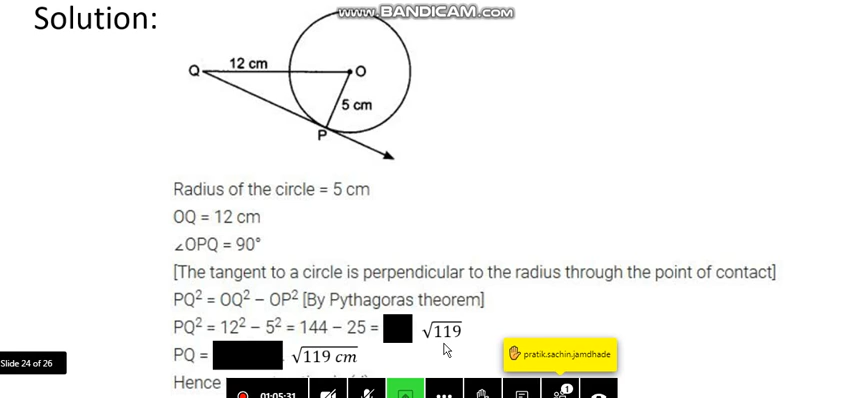 Solution:
www.BANDICAM.com
Q
12 cm
O
5 cm
P
Radius of the circle = 5 cm
OQ = 12 cm
∠OPQ = 90°
[The tangent to a circle is perpendicular to the radius through the point of contact]
PQ² = OQ² – OP² [By Pythagoras theorem]
PQ² = 12² – 5² = 144 – 25 = √119
PQ = √119 cm
pratik.sachin.jamdhade
Slide 24 of 26
Hence
1
01:05:31